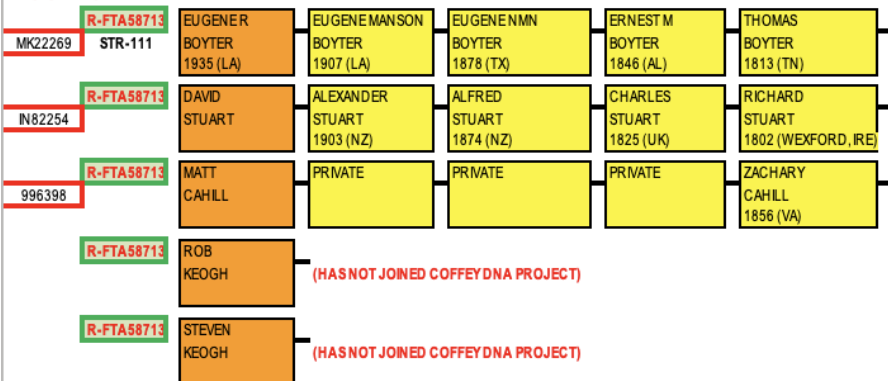 R-FTA58713 EUGENE R EUGENE MANSON EUGENE NMN ERNEST M THOMAS
MK22269 STR-111 BOYTER BOYTER BOYTER BOYTER BOYTER
1935 (LA) 1907 (LA) 1878 (TX) 1846 (AL) 1813 (TN)
R-FTA58713 DAVID ALEXANDER ALFRED CHARLES RICHARD
IN82254 STUART STUART STUART STUART STUART
1903 (NZ) 1874 (NZ) 1825 (UK) 1802 (WEXFORD, IRE)
R-FTA58713 MATT PRIVATE PRIVATE PRIVATE ZACHARY
996398 CAHILL CAHILL
1856 (VA)
R-FTA58713 ROB
KEOGH (HAS NOT JOINED COFFEY DNA PROJECT)
R-FTA58713 STEVEN
KEOGH (HAS NOT JOINED COFFEY DNA PROJECT)